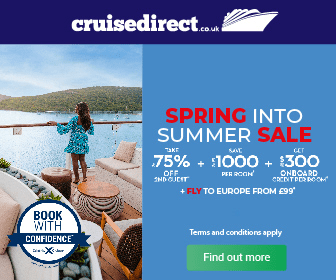 cruisedirect.co.uk
SPRING INTO
SUMMER SALE
TAKE
75%
OFF
2ND GUEST*
+
SAVE
1000
PER ROOM*
+
GET
300
ONBOARD
CREDIT PER ROOM*
+ FLY TO EUROPE FROM £99*
BOOK
WITH
CONFIDENCE
Terms and conditions apply
Find out more